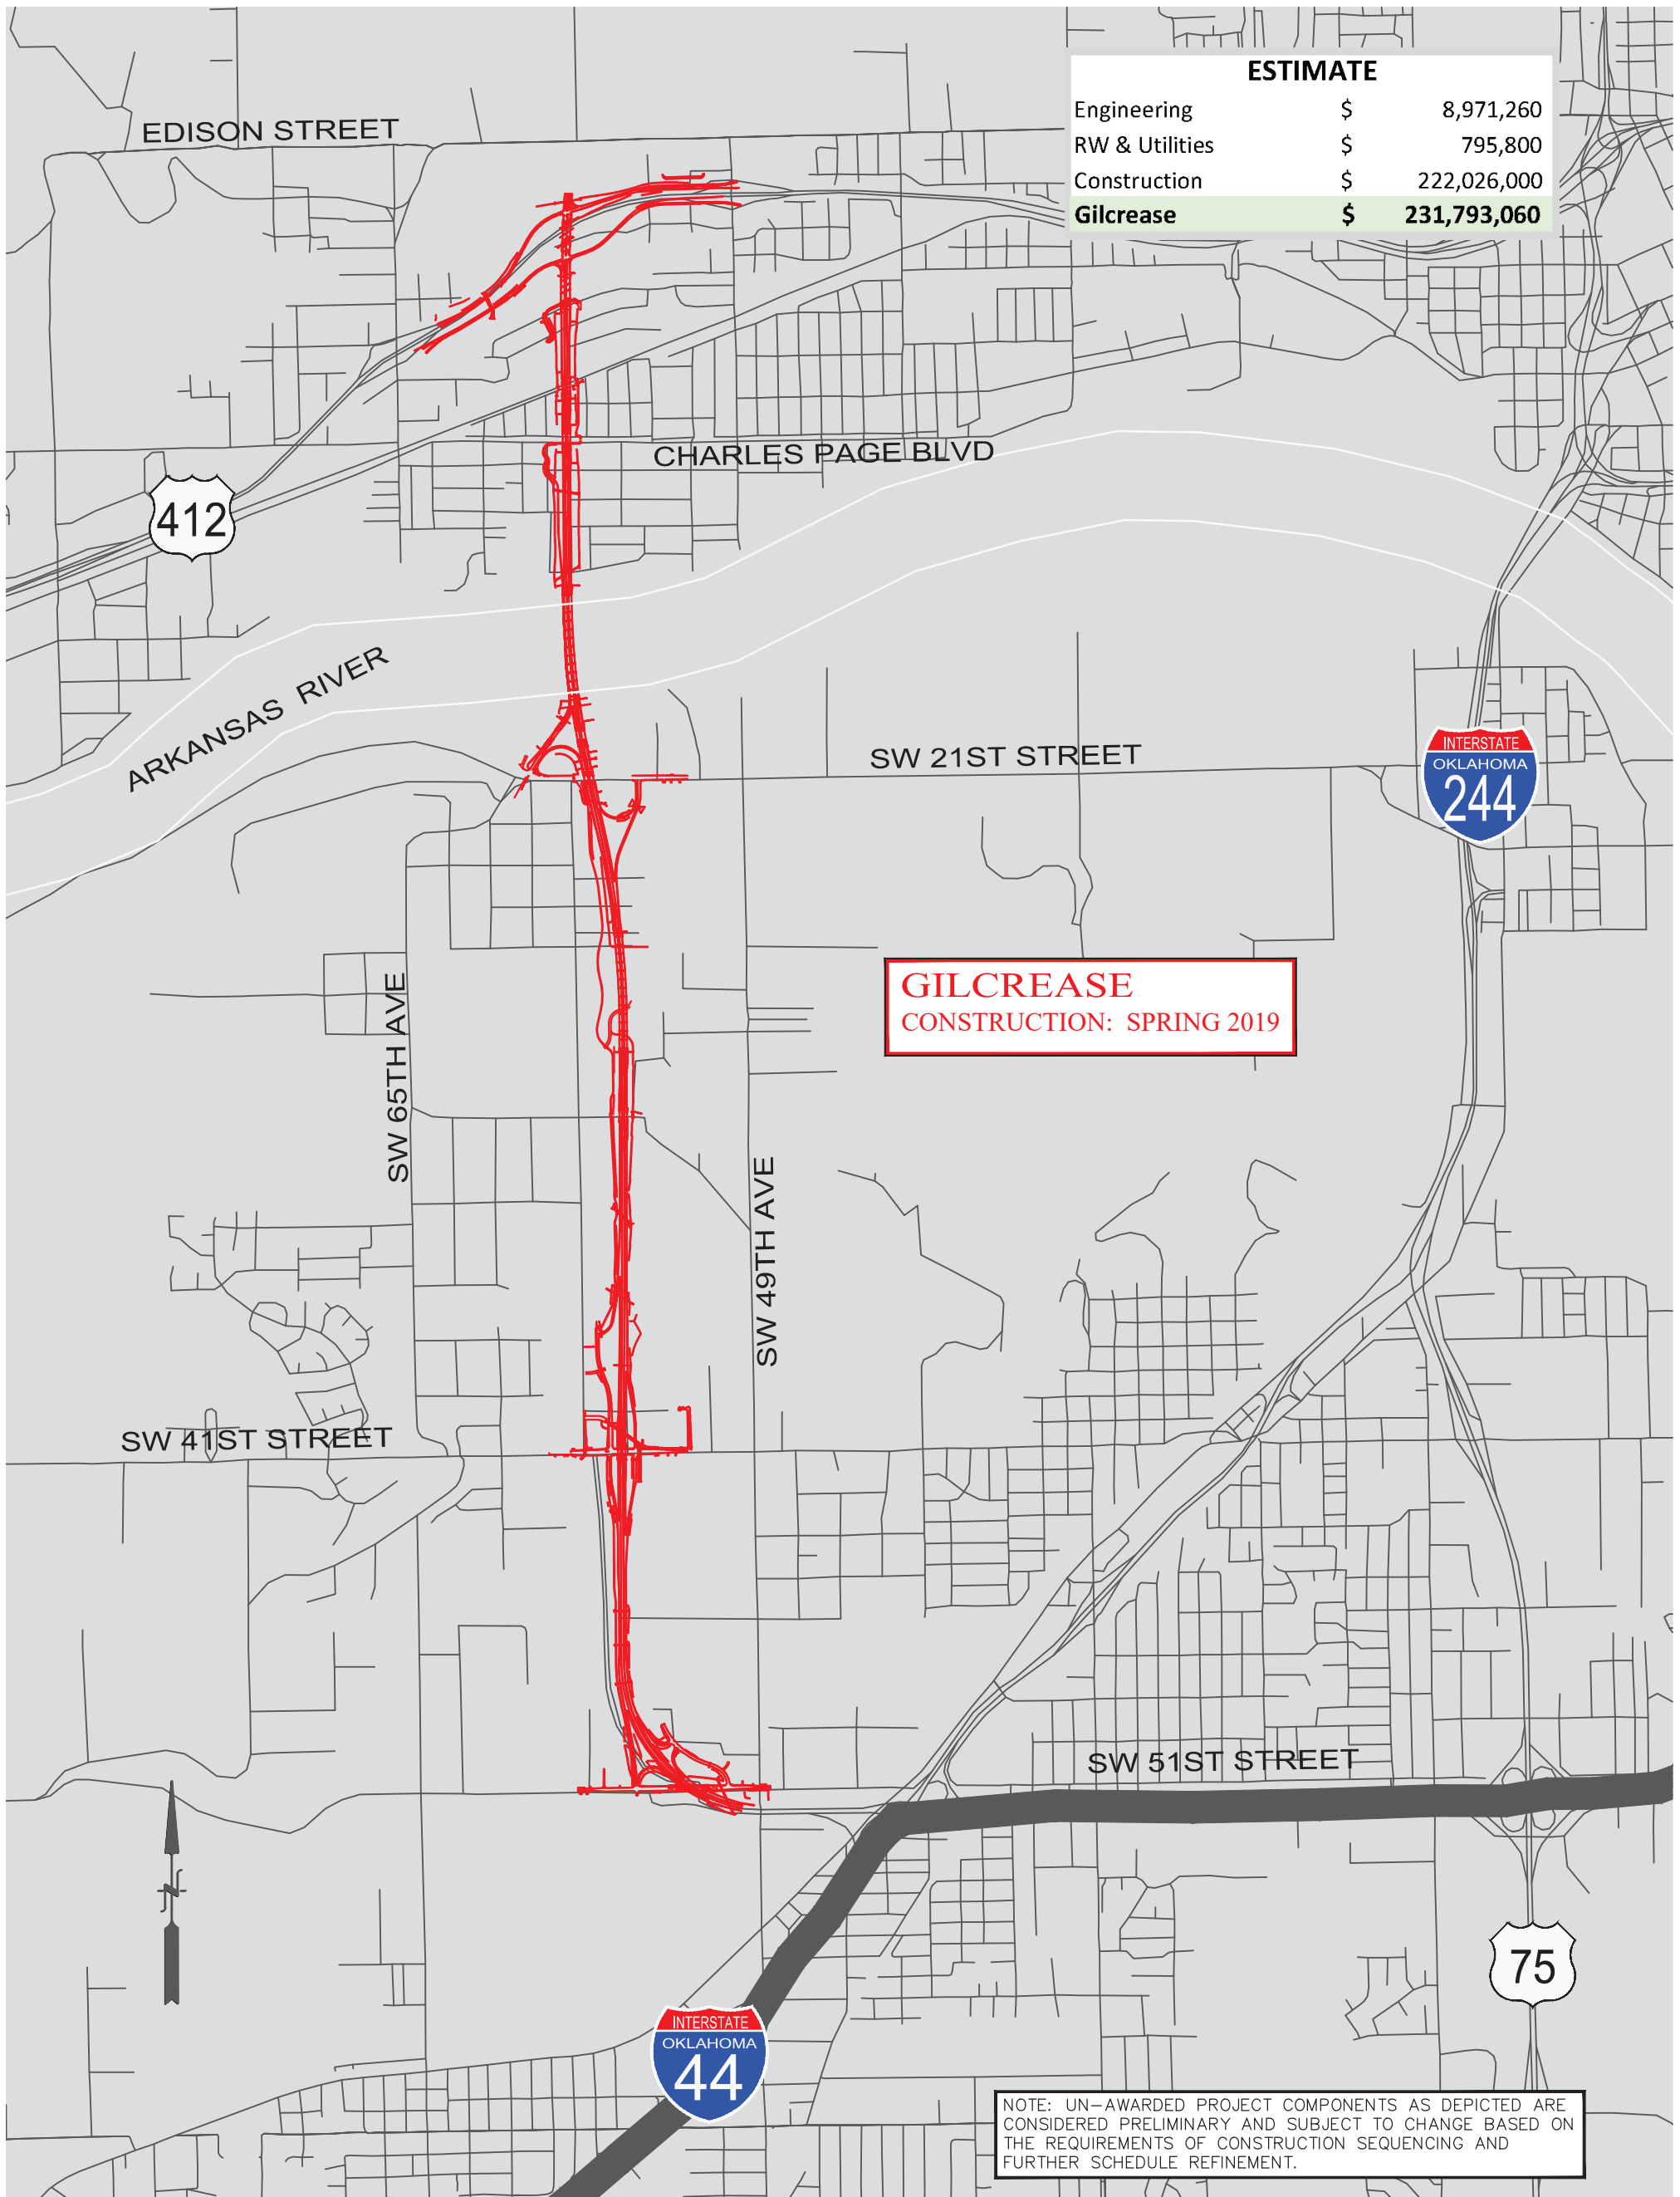 ESTIMATE
Engineering $ 8,971,260
RW & Utilities $ 795,800
Construction $ 222,026,000
Gilcrease $ 231,793,060
EDISON STREET
CHARLES PAGE BLVD
412
ARKANSAS RIVER
SW 21ST STREET
INTERSTATE
OKLAHOMA
244
GILCREASE
CONSTRUCTION: SPRING 2019
SW 65TH AVE
SW 49TH AVE
SW 41ST STREET
SW 51ST STREET
N
75
INTERSTATE
OKLAHOMA
44
NOTE: UN-AWARDED PROJECT COMPONENTS AS DEPICTED ARE
CONSIDERED PRELIMINARY AND SUBJECT TO CHANGE BASED ON
THE REQUIREMENTS OF CONSTRUCTION SEQUENCING AND
FURTHER SCHEDULE REFINEMENT.